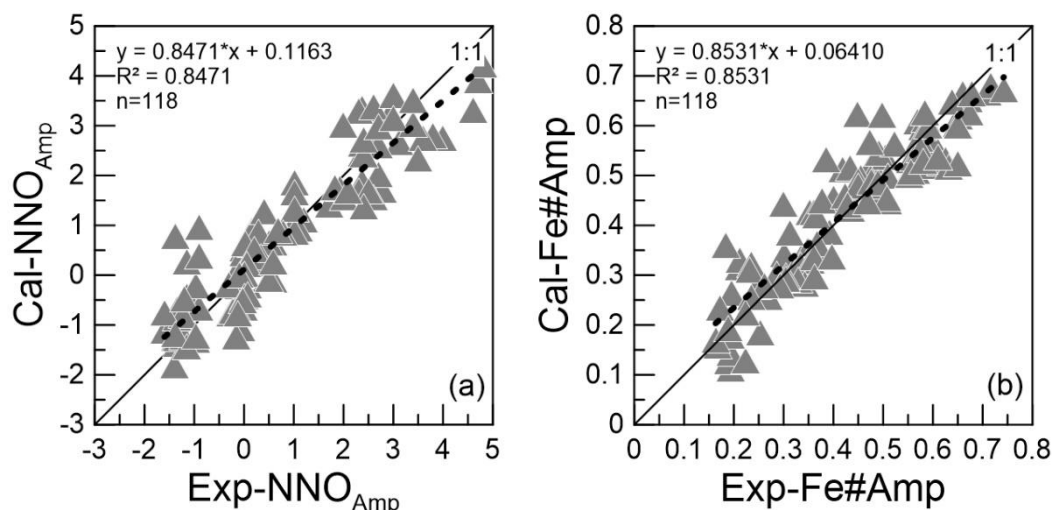 y = 0.8471*x + 0.1163
R² = 0.8471
n=118
1:1
(a)
5
4
3
2
1
0
-1
-2
-3
-3 -2 -1 0 1 2 3 4 5
Cal-NNOAmp
Exp-NNOAmp
y = 0.8531*x + 0.06410
R² = 0.8531
n=118
1:1
(b)
0.8
0.7
0.6
0.5
0.4
0.3
0.2
0.1
0
0 0.1 0.2 0.3 0.4 0.5 0.6 0.7 0.8
Cal-Fe#Amp
Exp-Fe#Amp